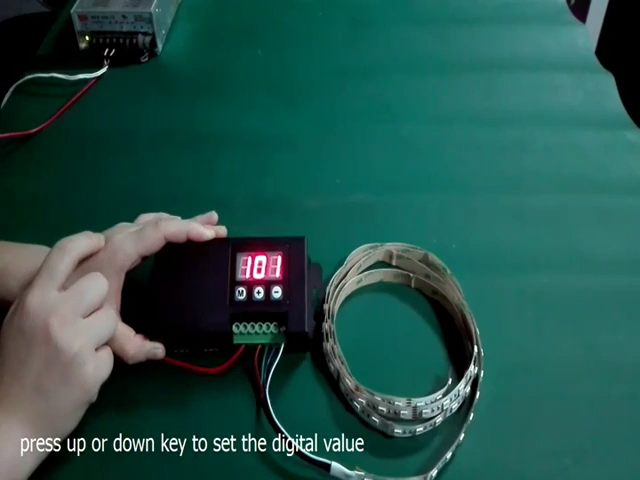 101
M + -
press up or down key to set the digital value